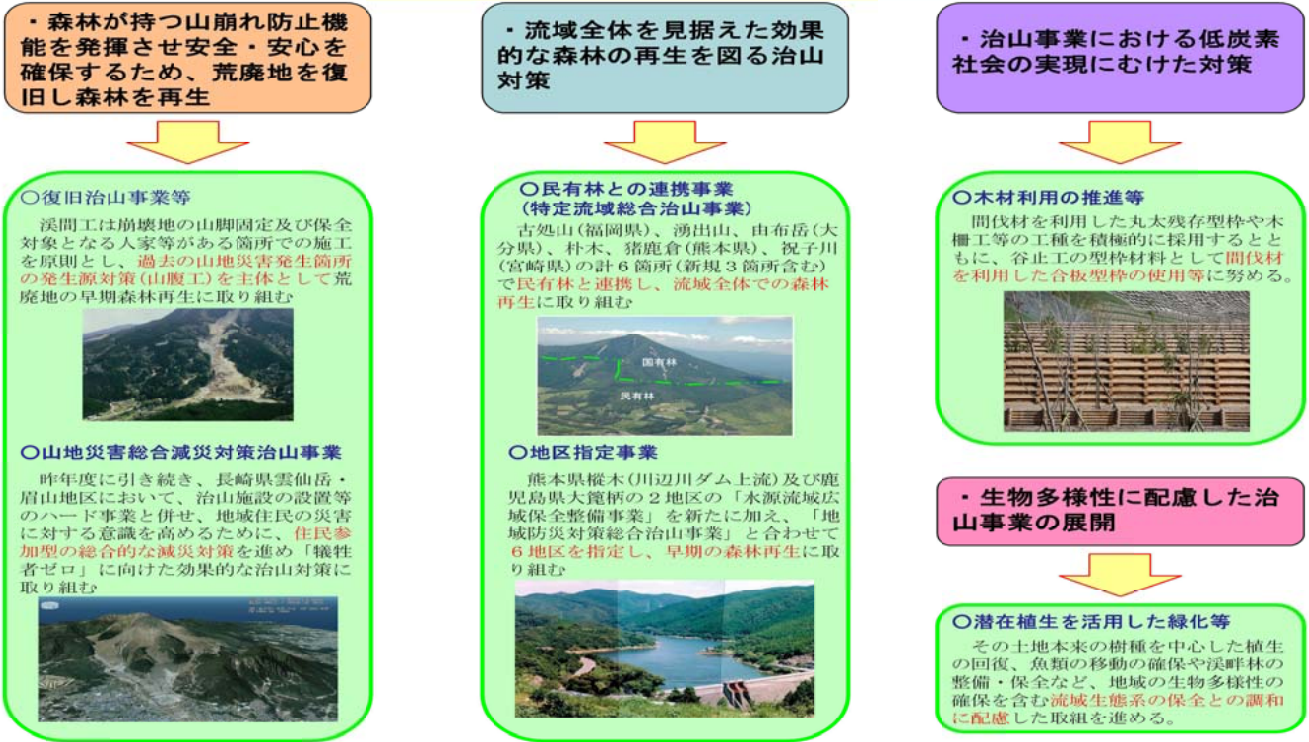 ・森林が持つ山崩れ防止機
能を発揮させ安全・安心を
確保するため、荒廃地を復
旧し森林を再生
〇復旧治山事業等
渓間工は崩壊地の山脚固定及び保全
対象となる人家等がある箇所での施工
を原則とし、過去の山地災害発生箇所
の発生源対策(山腹工)を主体として荒
廃地の早期森林再生に取り組む
〇山地災害総合減災対策治山事業
昨年度に引き続き、長崎県雲仙岳・
眉山地区において、治山施設の設置等
のハード事業と併せ、地域住民の災害
に対する意識を高めるために、住民参
加型の総合的な減災対策を進め「犠牲
者ゼロ」に向けた効果的な治山対策に
取り組む
・流域全体を見据えた効果
的な森林の再生を図る治山
対策
〇民有林との連携事業
(特定流域総合治山事業)
古処山(福岡県)、湧出山、由布岳(大
分県)、朴木、猪鹿倉(熊本県)、祝子川
(宮崎県)の計6箇所(新規3箇所含む)
で民有林と連携し、流域全体での森林
再生に取り組む
国有林
民有林
〇地区指定事業
熊本県樅木(川辺川ダム上流)及び鹿
児島県大篦柄の2地区の「水源流域広
域保全整備事業」を新たに加え、「地
域防災対策総合治山事業」と合わせて
6地区を指定し、早期の森林再生に取
り組む
・治山事業における低炭素
社会の実現にむけた対策
〇木材利用の推進等
間伐材を利用した丸太残存型枠や木
柵工等の工種を積極的に採用するとと
もに、谷止工の型枠材料として間伐材
を利用した合板型枠の使用等に努める。
・生物多様性に配慮した治
山事業の展開
〇潜在植生を活用した緑化等
その土地本来の樹種を中心した植生
の回復、魚類の移動の確保や渓畔林の
整備・保全など、地域の生物多様性の
確保を含む流域生態系の保全との調和
に配慮した取組を進める。